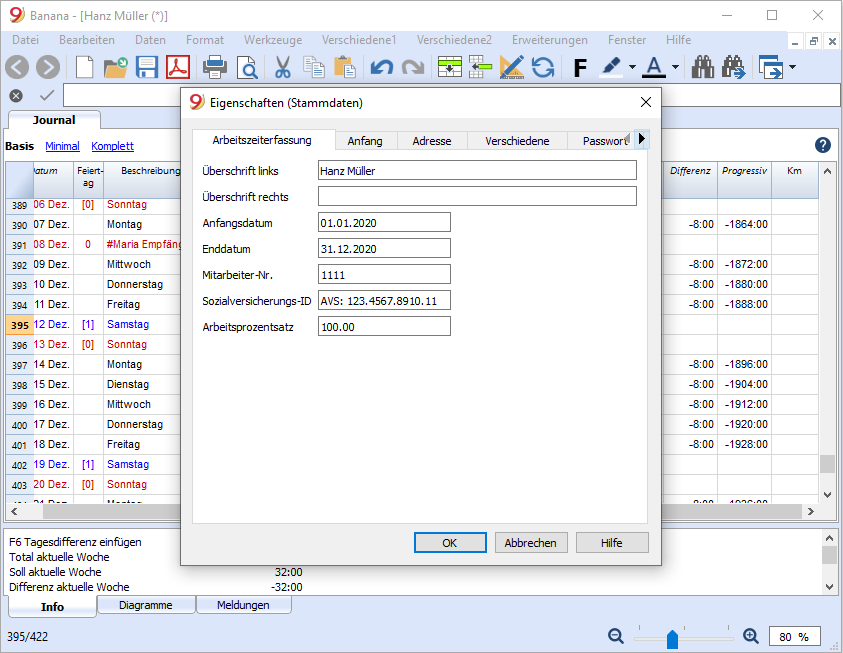 Banana - [Hanz Müller (*)]
Datei Bearbeiten Daten Format Werkzeuge Verschiedene1 Verschiedene2 Erweiterungen Fenster Hilfe
Journal
Basis Minimal Komplett
Eigenschaften (Stammdaten)
Arbeitszeiterfassung Anfang Adresse Verschiedene Passwort
Überschrift links Hanz Müller
Überschrift rechts
Anfangsdatum 01.01.2020
Enddatum 31.12.2020
Mitarbeiter-Nr. 1111
Sozialversicherungs-ID AVS: 123.4567.8910.11
Arbeitsprozentsatz 100.00
OK Abbrechen Hilfe
atum Feiert-ag Beschreibung Differenz Progressiv Km
389 06 Dez. [0] Sonntag
390 07 Dez. Montag -8:00 -1864:00
391 08 Dez. 0 #Maria Empfäng
392 09 Dez. Mittwoch -8:00 -1872:00
393 10 Dez. Donnerstag -8:00 -1880:00
394 11 Dez. Freitag -8:00 -1888:00
395 12 Dez. [1] Samstag
396 13 Dez. [0] Sonntag
397 14 Dez. Montag -8:00 -1896:00
398 15 Dez. Dienstag -8:00 -1904:00
399 16 Dez. Mittwoch -8:00 -1912:00
400 17 Dez. Donnerstag -8:00 -1920:00
401 18 Dez. Freitag -8:00 -1928:00
402 19 Dez. [1] Samstag
403 20 Dez. [0] Sonntag
F6 Tagesdifferenz einfügen
Total aktuelle Woche
Soll aktuelle Woche 32:00
Differenz aktuelle Woche -32:00
Info Diagramme Meldungen
395/422 80 %